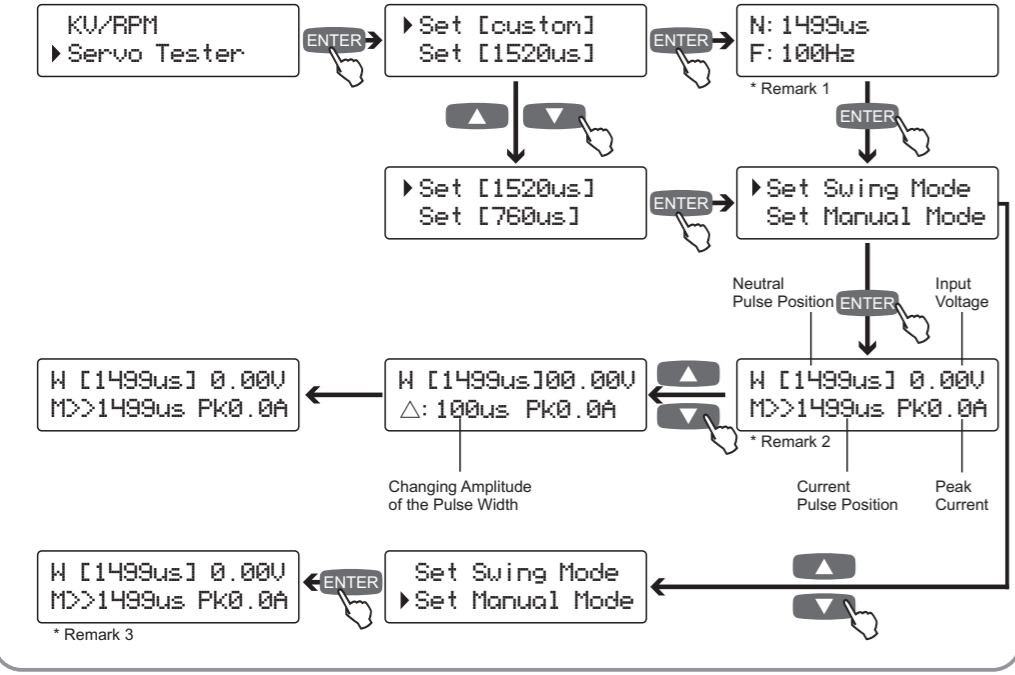 KV/RPM
▶Servo Tester
ENTER
▶Set [custom]
Set [1520us]
ENTER
N: 1499us
F: 100Hz
* Remark 1
ENTER
▶Set [1520us]
Set [760us]
ENTER
▶Set Swing Mode
Set Manual Mode
Neutral
Pulse Position
ENTER
Input
Voltage
W [1499us] 0.00V
M>>1499us Pk0.0A
W [1499us]00.00V
△: 100us Pk0.0A
W [1499us] 0.00V
M>>1499us Pk0.0A
* Remark 2
Changing Amplitude
of the Pulse Width
Current
Pulse Position
Peak
Current
W [1499us] 0.00V
M>>1499us Pk0.0A
ENTER
Set Swing Mode
▶Set Manual Mode
* Remark 3